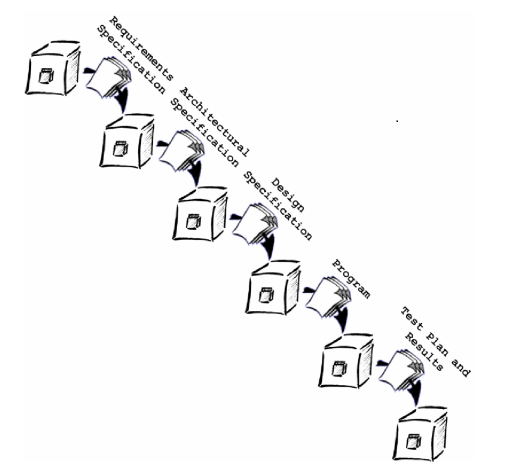 Requirements
Specification
Architectural
Specification
Design
Specification
Program
Test Plan and
Results